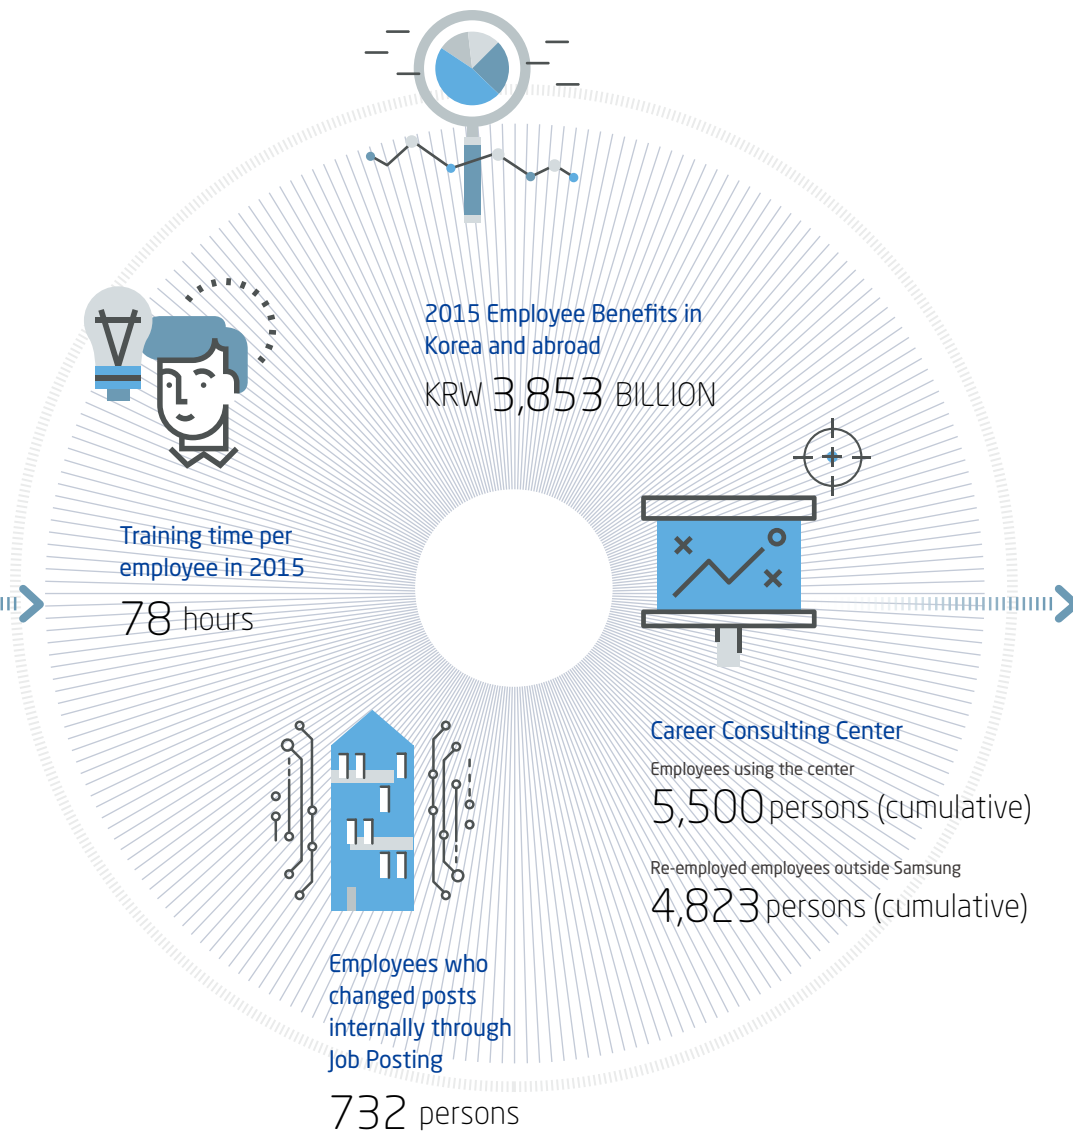 2015 Employee Benefits in
Korea and abroad
KRW 3,853 BILLION
Training time per
employee in 2015
78 hours
Career Consulting Center
Employees using the center
5,500 persons (cumulative)
Re-employed employees outside Samsung
4,823 persons (cumulative)
Employees who
changed posts
internally through
Job Posting
732 persons